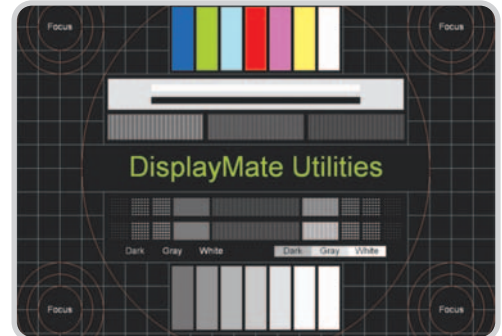 Focus Focus
DisplayMate Utilities
Dark Gray White Dark Gray White
Focus Focus